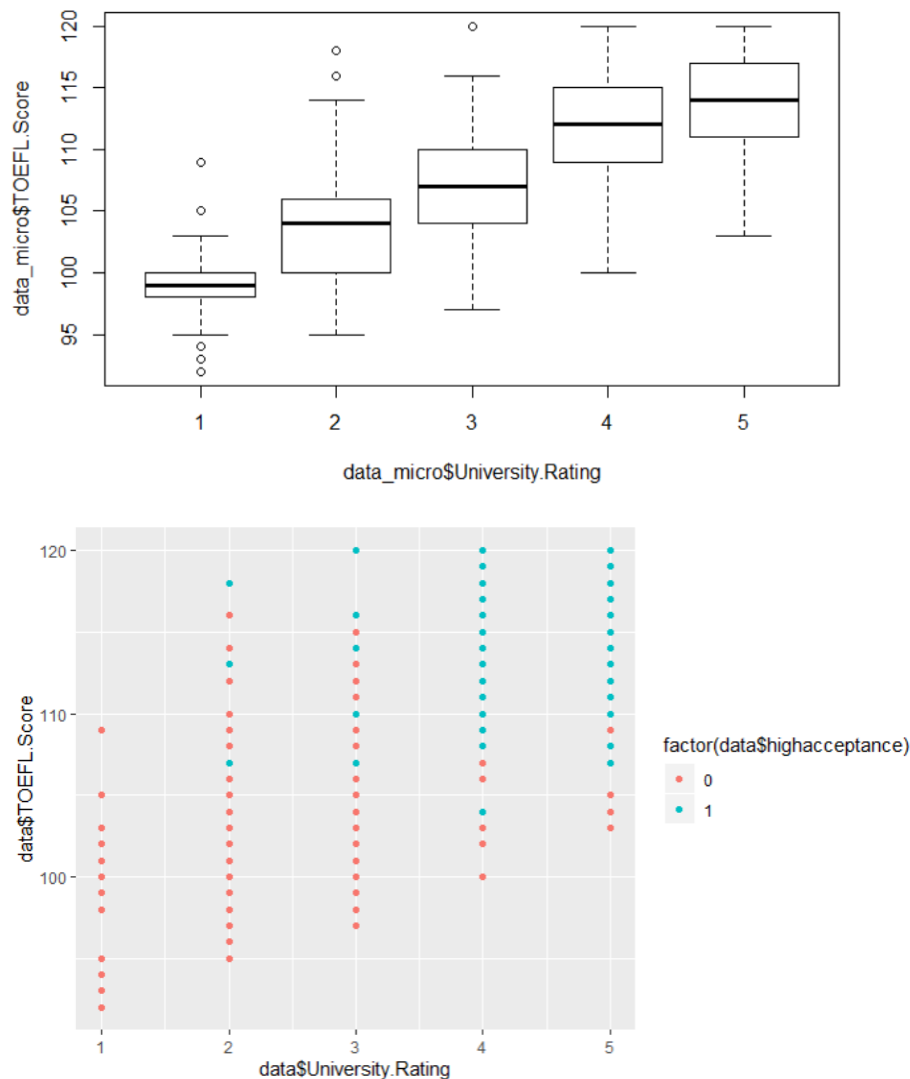 120
115
110
105
100
95
data_micro$TOEFL.Score
1 2 3 4 5
data_micro$University.Rating
120
110
100
data$TOEFL.Score
1 2 3 4 5
data$University.Rating
factor(data$highacceptance)
0
1